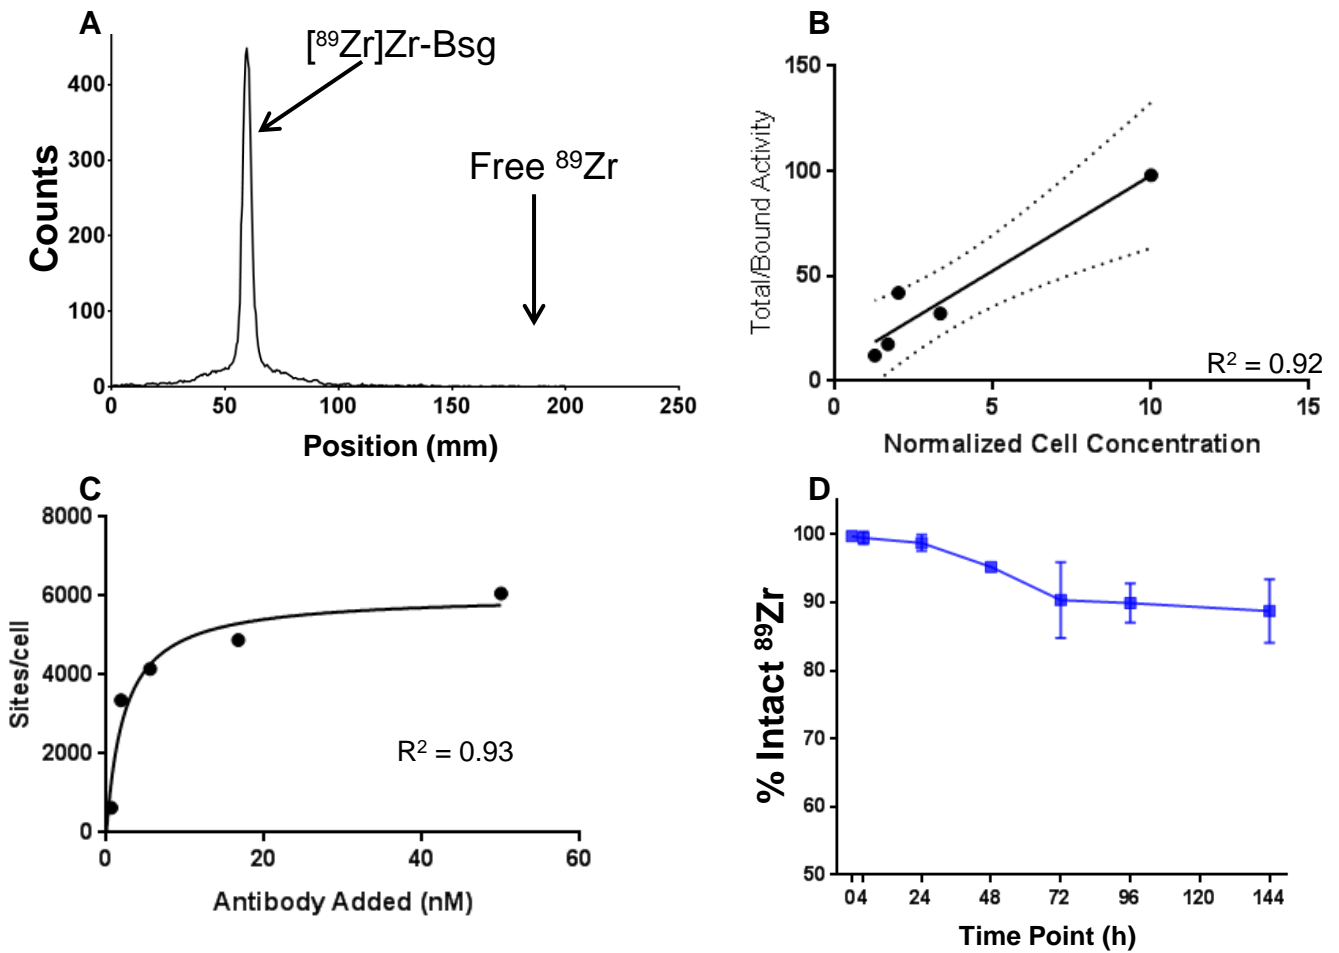 A
[⁸⁹Zr]Zr-Bsg
Free ⁸⁹Zr
Counts
400
300
200
100
0
0 50 100 150 200 250
Position (mm)
B
Total/Bound Activity
150
100
50
0
R² = 0.92
0 5 10 15
Normalized Cell Concentration
C
Sites/cell
8000
6000
4000
2000
0
R² = 0.93
0 20 40 60
Antibody Added (nM)
D
% Intact ⁸⁹Zr
100
90
80
70
60
50
0 4 24 48 72 96 120 144
Time Point (h)